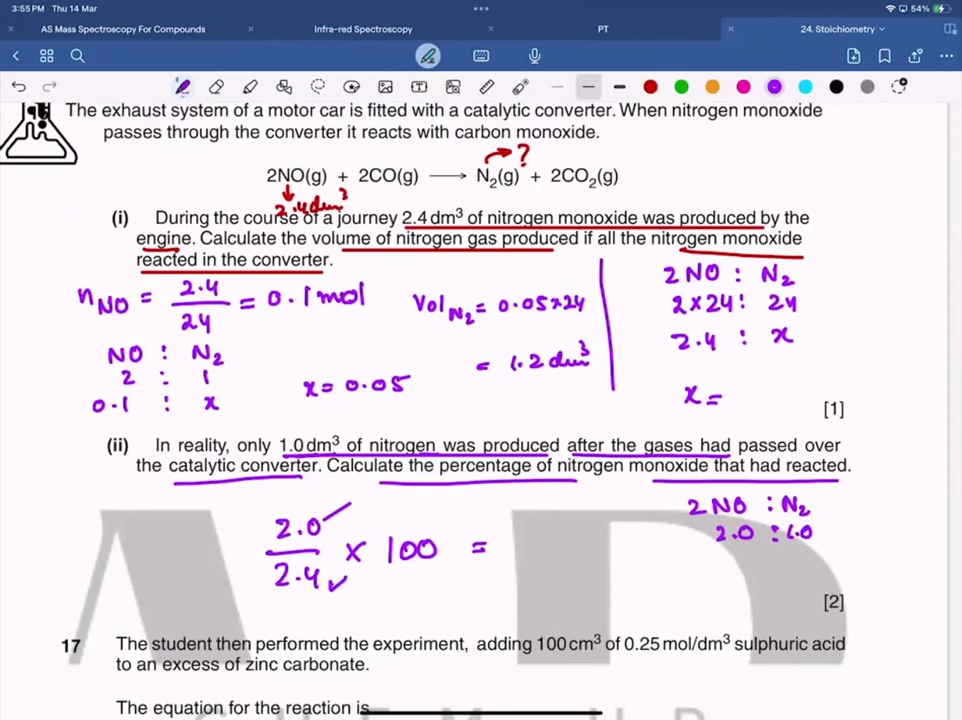 3:55 PM Thu 14 Mar
54%
AS Mass Spectroscopy For Compounds
Infra-red Spectroscopy
PT
24. Stoichiometry
The exhaust system of a motor car is fitted with a catalytic converter. When nitrogen monoxide
passes through the converter it reacts with carbon monoxide.
?
2NO(g) + 2CO(g) → N₂(g) + 2CO₂(g)
2.4dm³
(i) During the course of a journey 2.4 dm³ of nitrogen monoxide was produced by the
engine. Calculate the volume of nitrogen gas produced if all the nitrogen monoxide
reacted in the converter.
nNO = 2.4/24 = 0.1 mol
NO : N₂
2 : 1
0.1 : x
x = 0.05
Vol N₂ = 0.05×24
= 1.2 dm³
2NO : N₂
2×24 : 24
2.4 : x
x =
[1]
(ii) In reality, only 1.0 dm³ of nitrogen was produced after the gases had passed over
the catalytic converter. Calculate the percentage of nitrogen monoxide that had reacted.
2NO : N₂
2.0 : 1.0
2.0/2.4 × 100 =
[2]
17 The student then performed the experiment, adding 100 cm³ of 0.25 mol/dm³ sulphuric acid
to an excess of zinc carbonate.
The equation for the reaction is